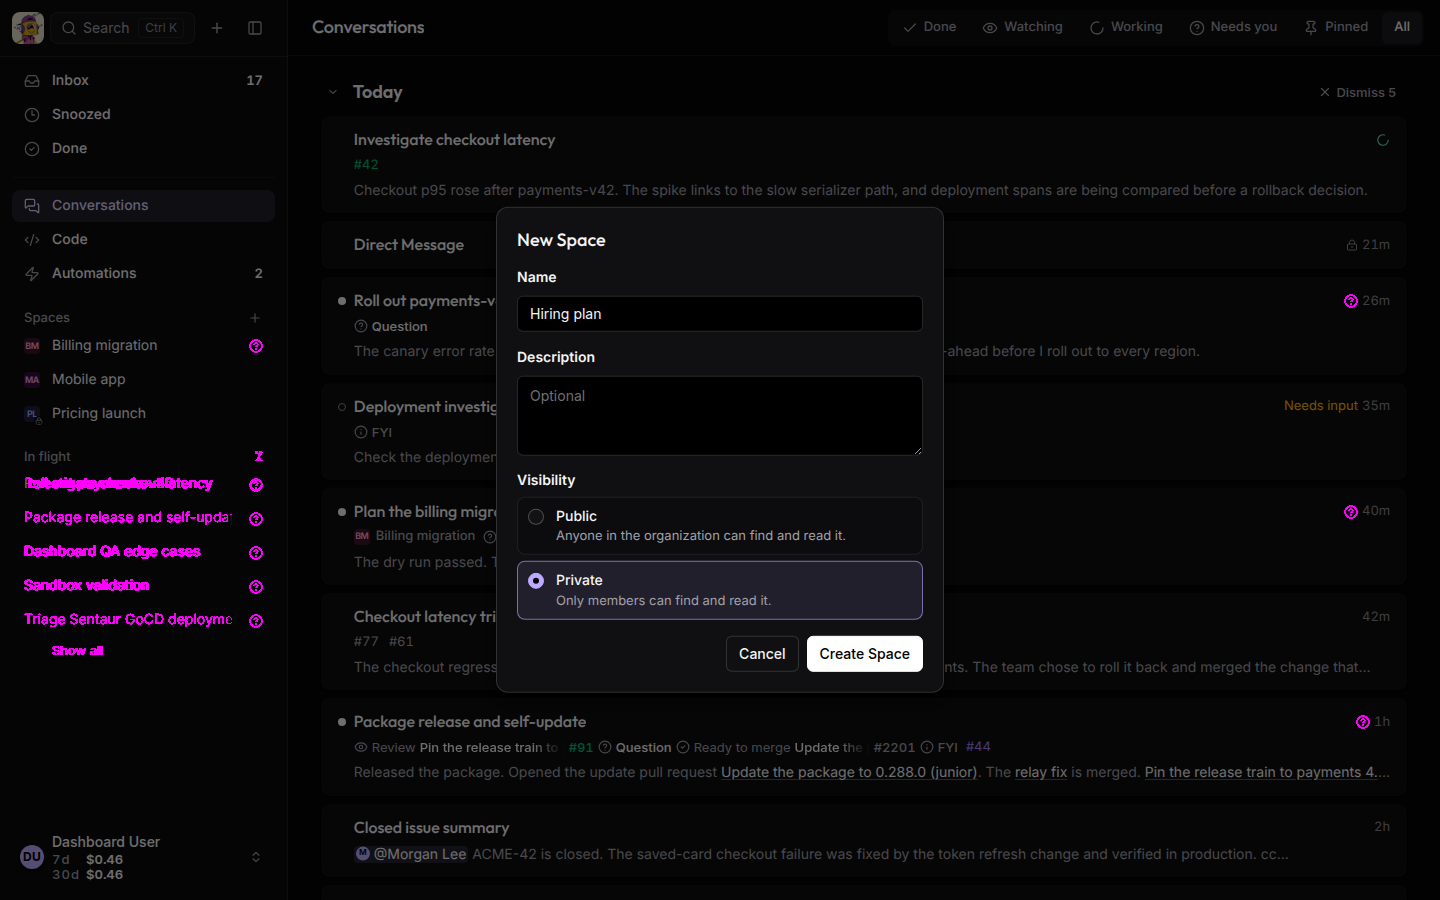 Search Ctrl K
Inbox 17
Snoozed
Done
Conversations
Code
Automations 2
Spaces
BM Billing migration
MA Mobile app
PL Pricing launch
In flight
Package release and self-updat
Dashboard QA edge cases
Sandbox validation
Triage Sentaur GoCD deployme
Show all
DU Dashboard User
7d $0.46
30d $0.46
Conversations
Done Watching Working Needs you Pinned All
Today Dismiss 5
Investigate checkout latency
#42
Checkout p95 rose after payments-v42. The spike links to the slow serializer path, and deployment spans are being compared before a rollback decision.
Direct Message 21m
Roll out payments-v 26m
Question
The canary error rate -ahead before I roll out to every region.
Deployment investig Needs input 35m
FYI
Check the deploymen
Plan the billing migr 40m
BM Billing migration
The dry run passed.
Checkout latency tri 42m
#77 #61
The checkout regress nts. The team chose to roll it back and merged the change that...
Package release and self-update 1h
Review Pin the release train to #91 Question Ready to merge Update the #2201 FYI #44
Released the package. Opened the update pull request Update the package to 0.288.0 (junior). The relay fix is merged. Pin the release train to payments 4....
Closed issue summary 2h
M @Morgan Lee ACME-42 is closed. The saved-card checkout failure was fixed by the token refresh change and verified in production. cc...
New Space
Name
Hiring plan
Description
Optional
Visibility
Public
Anyone in the organization can find and read it.
Private
Only members can find and read it.
Cancel Create Space